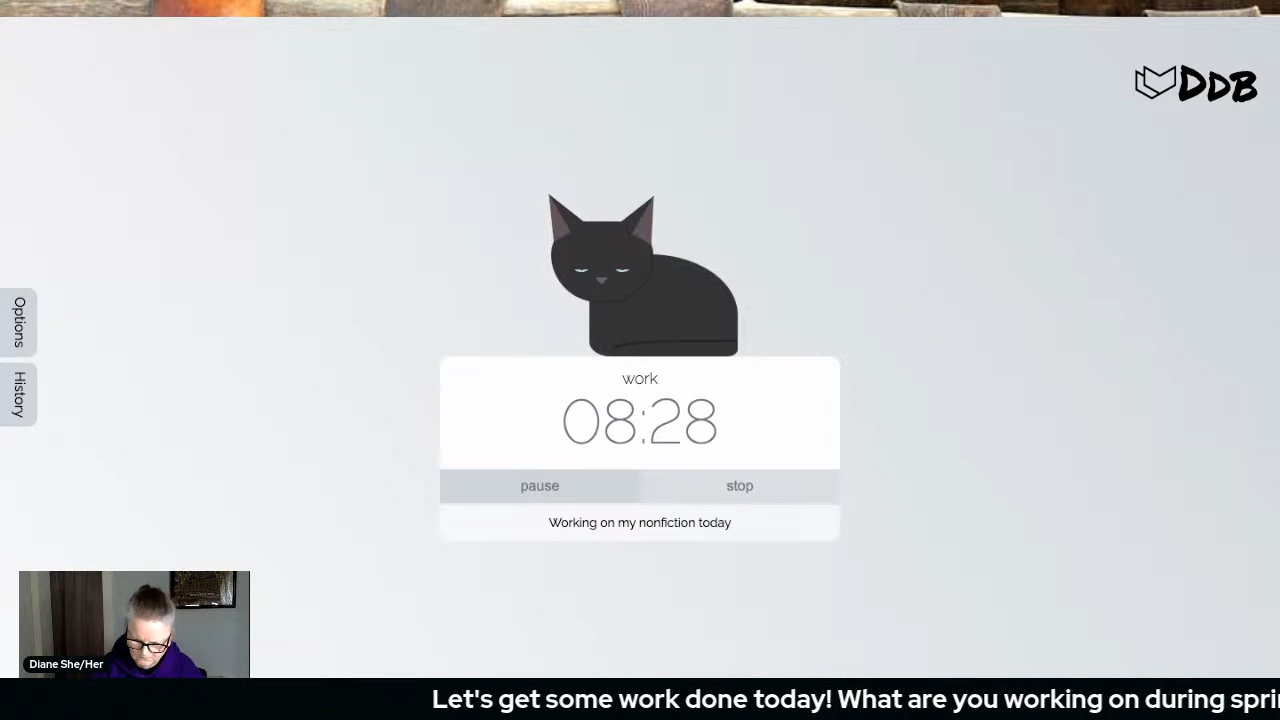 DDB
Options
History
work
08:28
pause
stop
Working on my nonfiction today
Diane She/Her
Let's get some work done today! What are you working on during spri